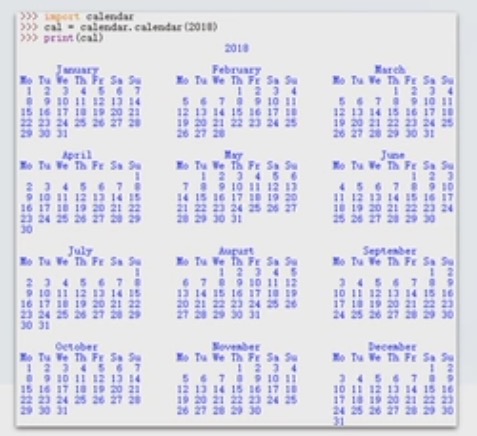 >>> import calendar
>>> cal = calendar.calendar(2018)
>>> print(cal)
2018
January February March
Mo Tu We Th Fr Sa Su Mo Tu We Th Fr Sa Su Mo Tu We Th Fr Sa Su
1 2 3 4 5 6 7 1 2 3 4 1 2 3 4
8 9 10 11 12 13 14 5 6 7 8 9 10 11 5 6 7 8 9 10 11
15 16 17 18 19 20 21 12 13 14 15 16 17 18 12 13 14 15 16 17 18
22 23 24 25 26 27 28 19 20 21 22 23 24 25 19 20 21 22 23 24 25
29 30 31 26 27 28 26 27 28 29 30 31
April May June
Mo Tu We Th Fr Sa Su Mo Tu We Th Fr Sa Su Mo Tu We Th Fr Sa Su
1 1 2 3 4 5 6 1 2 3
2 3 4 5 6 7 8 7 8 9 10 11 12 13 4 5 6 7 8 9 10
9 10 11 12 13 14 15 14 15 16 17 18 19 20 11 12 13 14 15 16 17
16 17 18 19 20 21 22 21 22 23 24 25 26 27 18 19 20 21 22 23 24
23 24 25 26 27 28 29 28 29 30 31 25 26 27 28 29 30
30
July August September
Mo Tu We Th Fr Sa Su Mo Tu We Th Fr Sa Su Mo Tu We Th Fr Sa Su
1 1 2 3 4 5 1 2
2 3 4 5 6 7 8 6 7 8 9 10 11 12 3 4 5 6 7 8 9
9 10 11 12 13 14 15 13 14 15 16 17 18 19 10 11 12 13 14 15 16
16 17 18 19 20 21 22 20 21 22 23 24 25 26 17 18 19 20 21 22 23
23 24 25 26 27 28 29 27 28 29 30 31 24 25 26 27 28 29 30
30 31
October November December
Mo Tu We Th Fr Sa Su Mo Tu We Th Fr Sa Su Mo Tu We Th Fr Sa Su
1 2 3 4 5 6 7 1 2 3 4 1 2
8 9 10 11 12 13 14 5 6 7 8 9 10 11 3 4 5 6 7 8 9
15 16 17 18 19 20 21 12 13 14 15 16 17 18 10 11 12 13 14 15 16
22 23 24 25 26 27 28 19 20 21 22 23 24 25 17 18 19 20 21 22 23
29 30 31 26 27 28 29 30 24 25 26 27 28 29 30
31